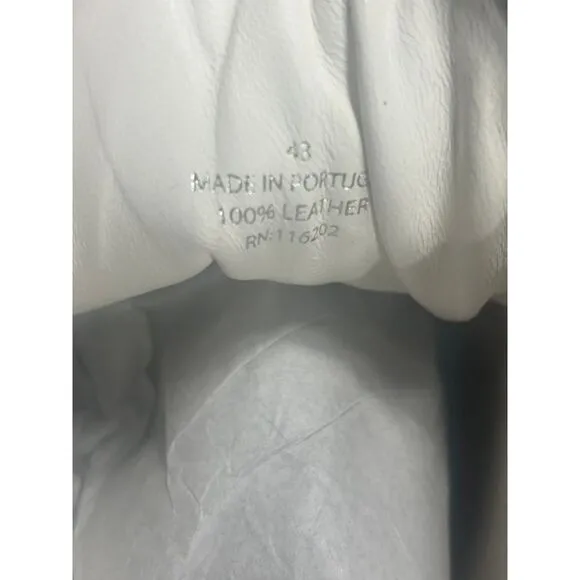 43
MADE IN PORTUG
100% LEATHER
RN:116202